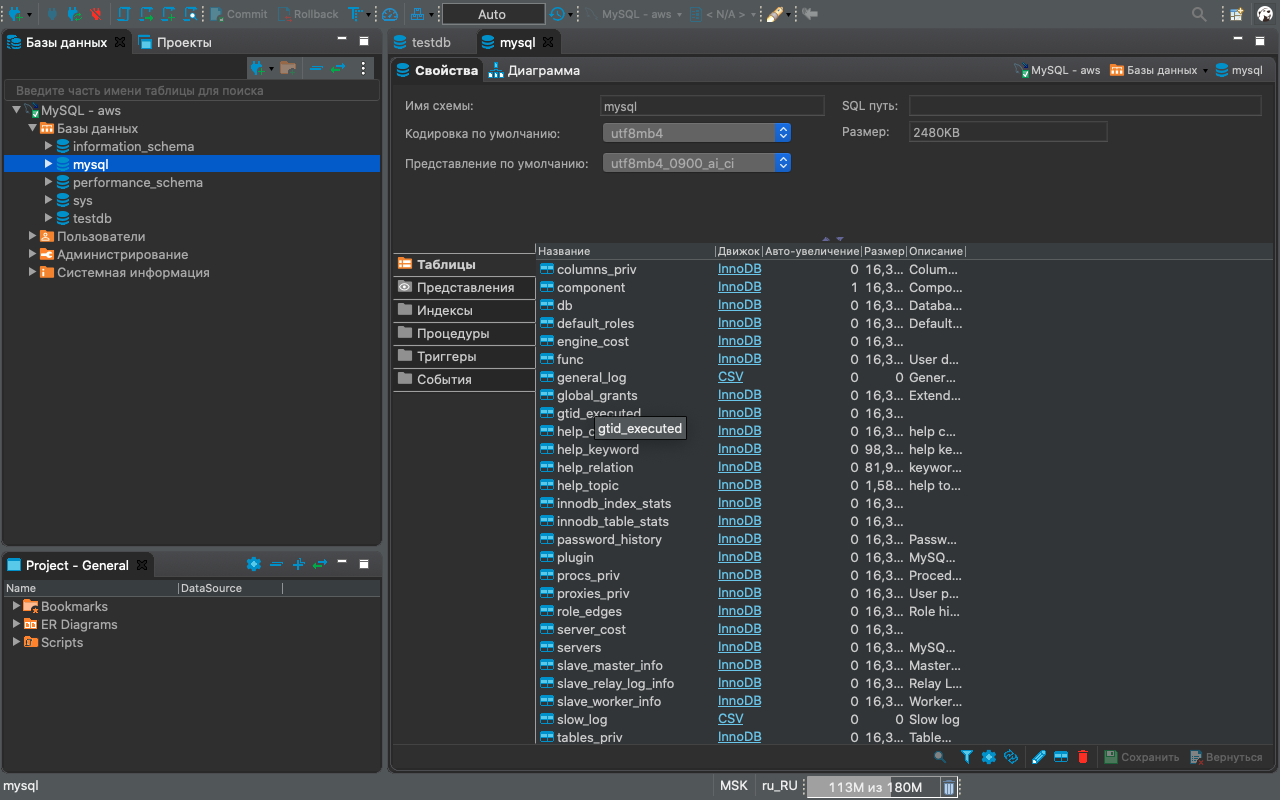 Commit Rollback Auto MySQL - aws < N/A >
Базы данных Проекты
Введите часть имени таблицы для поиска
MySQL - aws
Базы данных
information_schema
mysql
performance_schema
sys
testdb
Пользователи
Администрирование
Системная информация
Project - General
Name DataSource
Bookmarks
ER Diagrams
Scripts
testdb mysql
Свойства Диаграмма MySQL - aws Базы данных mysql
Имя схемы: mysql SQL путь:
Кодировка по умолчанию: utf8mb4 Размер: 2480KB
Представление по умолчанию: utf8mb4_0900_ai_ci
Таблицы
Представления
Индексы
Процедуры
Триггеры
События
Название Движок Авто-увеличение Размер Описание
columns_priv InnoDB 0 16,3... Colum...
component InnoDB 1 16,3... Compo...
db InnoDB 0 16,3... Databa...
default_roles InnoDB 0 16,3... Default...
engine_cost InnoDB 0 16,3...
func InnoDB 0 16,3... User d...
general_log CSV 0 0 Gener...
global_grants InnoDB 0 16,3... Extend...
gtid_executed InnoDB 0 16,3...
gtid_executed
help_c InnoDB 0 16,3... help c...
help_keyword InnoDB 0 98,3... help ke...
help_relation InnoDB 0 81,9... keywor...
help_topic InnoDB 0 1,58... help to...
innodb_index_stats InnoDB 0 16,3...
innodb_table_stats InnoDB 0 16,3...
password_history InnoDB 0 16,3... Passw...
plugin InnoDB 0 16,3... MySQ...
procs_priv InnoDB 0 16,3... Proced...
proxies_priv InnoDB 0 16,3... User p...
role_edges InnoDB 0 16,3... Role hi...
server_cost InnoDB 0 16,3...
servers InnoDB 0 16,3... MySQ...
slave_master_info InnoDB 0 16,3... Master...
slave_relay_log_info InnoDB 0 16,3... Relay L...
slave_worker_info InnoDB 0 16,3... Worker...
slow_log CSV 0 0 Slow log
tables_priv InnoDB 0 16,3... Table...
Сохранить Вернуться
mysql MSK ru_RU 113M из 180M